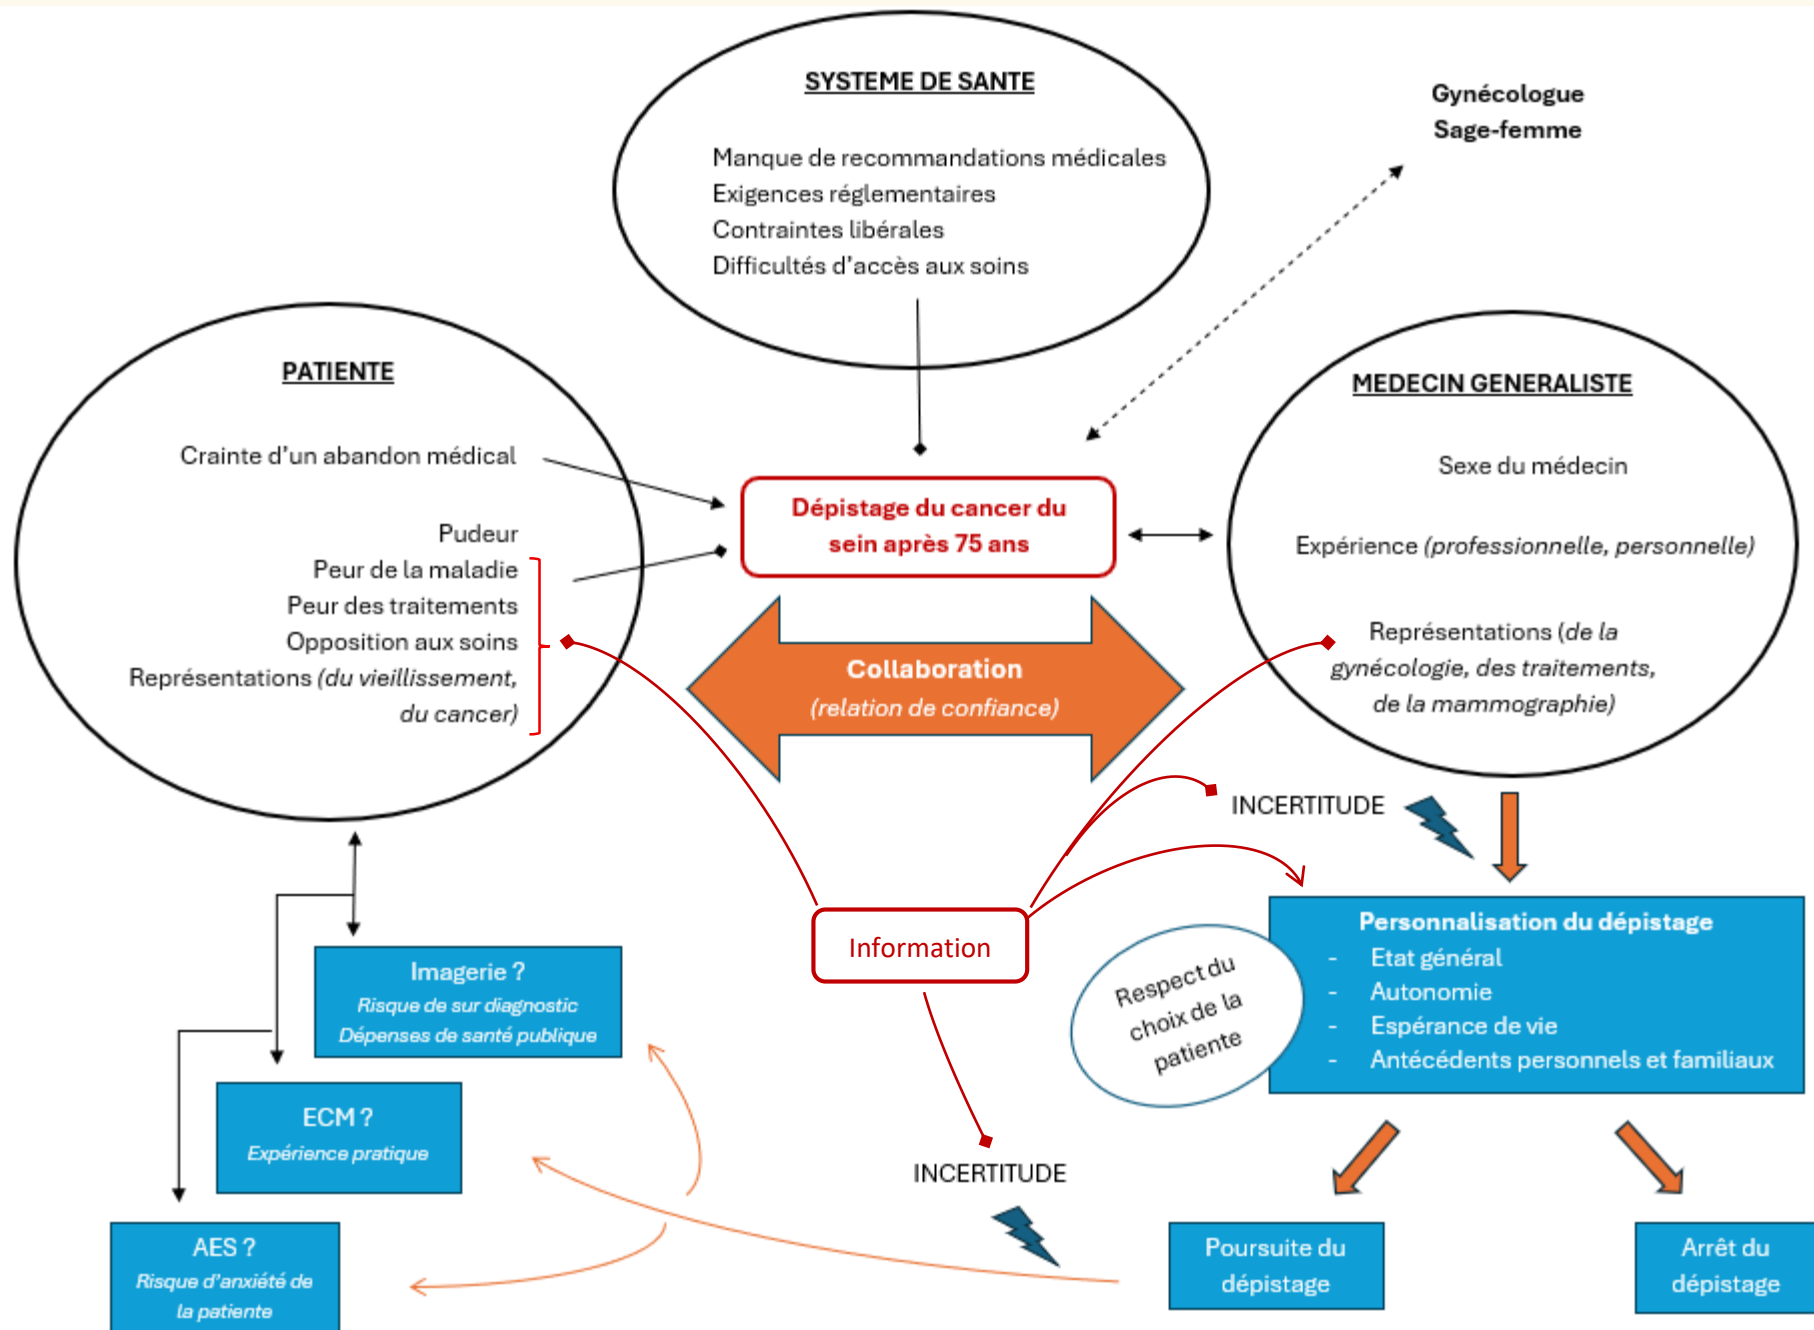 SYSTEME DE SANTE
Manque de recommandations médicales
Exigences réglementaires
Contraintes libérales
Difficultés d'accès aux soins
Gynécologue
Sage-femme
PATIENTE
Crainte d'un abandon médical
Pudeur
Peur de la maladie
Peur des traitements
Opposition aux soins
Représentations (du vieillissement,
du cancer)
Dépistage du cancer du
sein après 75 ans
MEDECIN GENERALISTE
Sexe du médecin
Expérience (professionnelle, personnelle)
Représentations (de la
gynécologie, des traitements,
de la mammographie)
Collaboration
(relation de confiance)
INCERTITUDE
Information
Personnalisation du dépistage
- Etat général
- Autonomie
- Espérance de vie
- Antécédents personnels et familiaux
Respect du
choix de la
patiente
Imagerie ?
Risque de sur diagnostic
Dépenses de santé publique
ECM ?
Expérience pratique
INCERTITUDE
AES ?
Risque d'anxiété de
la patiente
Poursuite du
dépistage
Arrêt du
dépistage